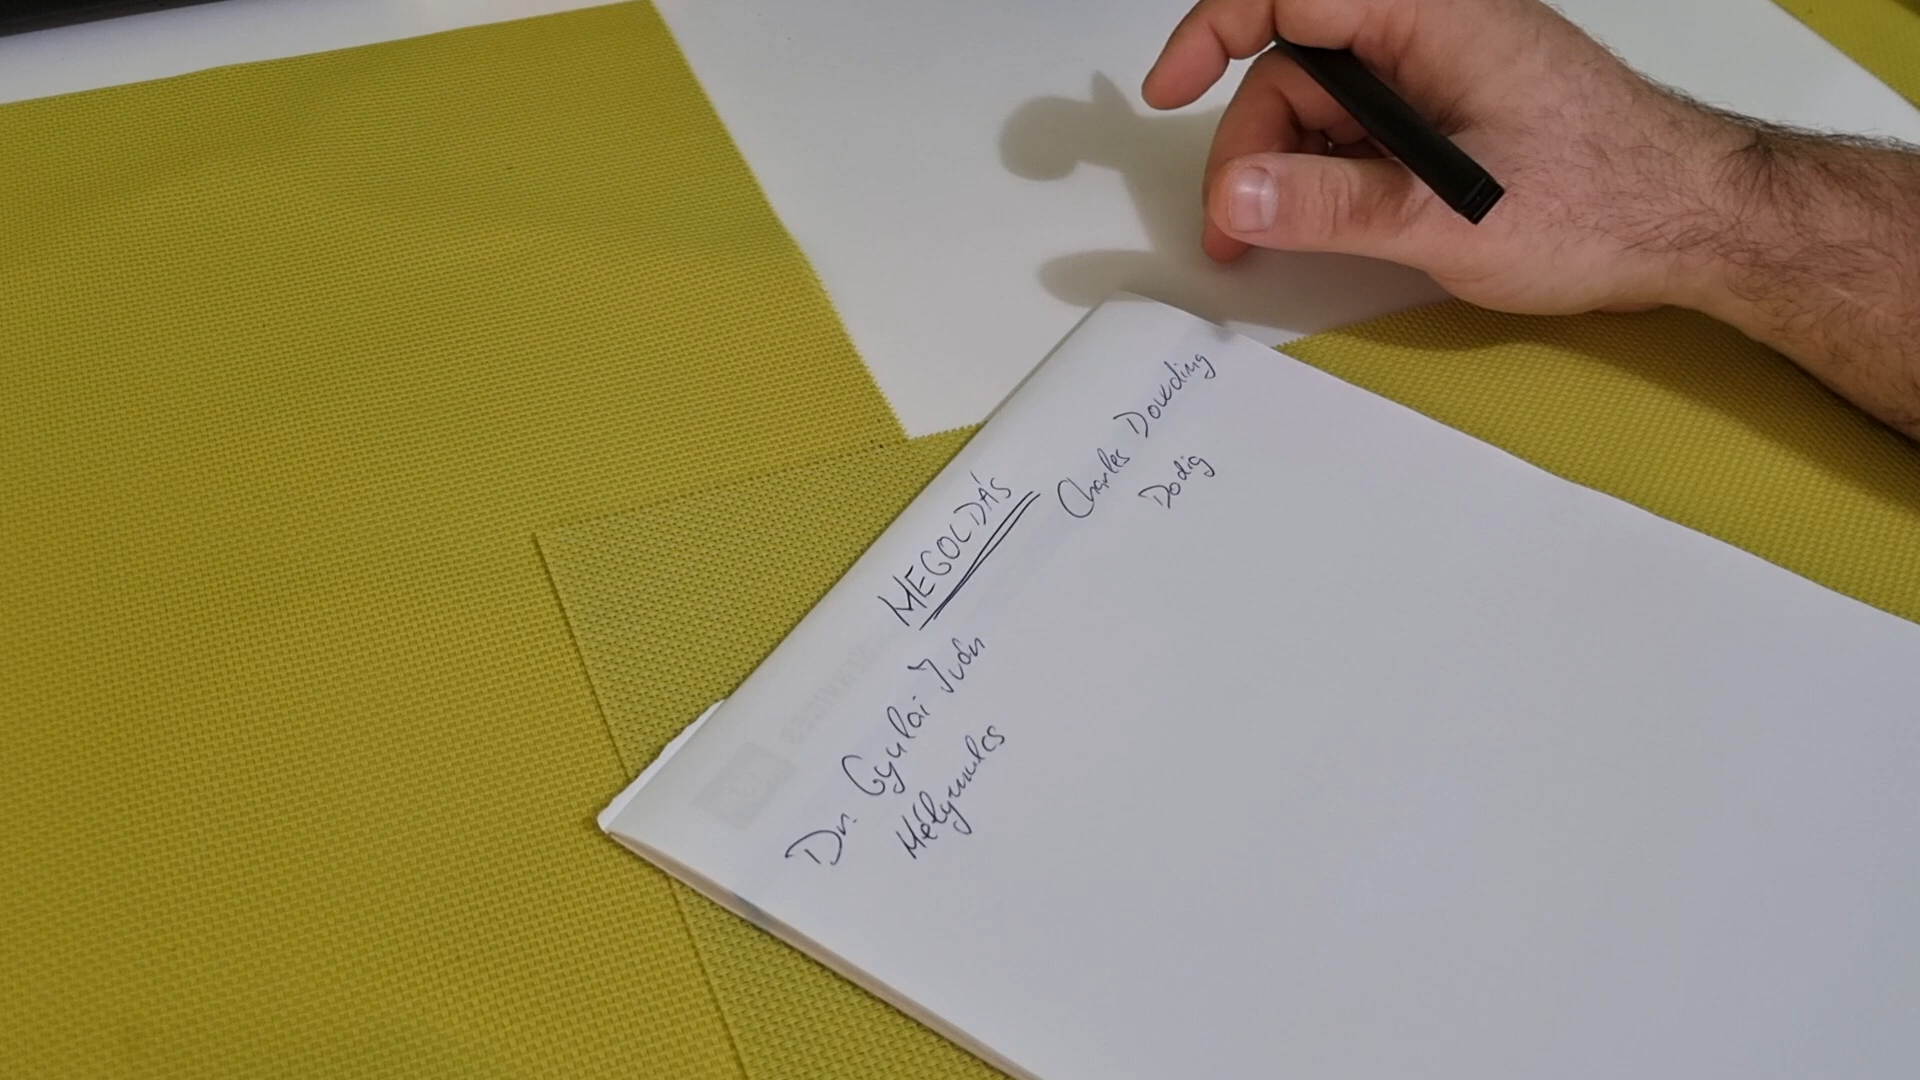 MEGOLDÁS
Dr. Gyulai Iván
Mélymulcs
Charles Dowding
Dodig